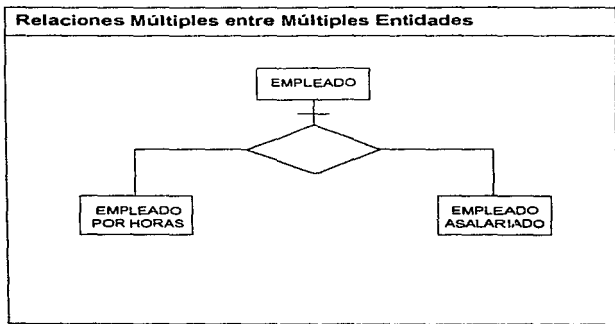 Relaciones Múltiples entre Múltiples Entidades
EMPLEADO
EMPLEADO
POR HORAS
EMPLEADO
ASALARIADO